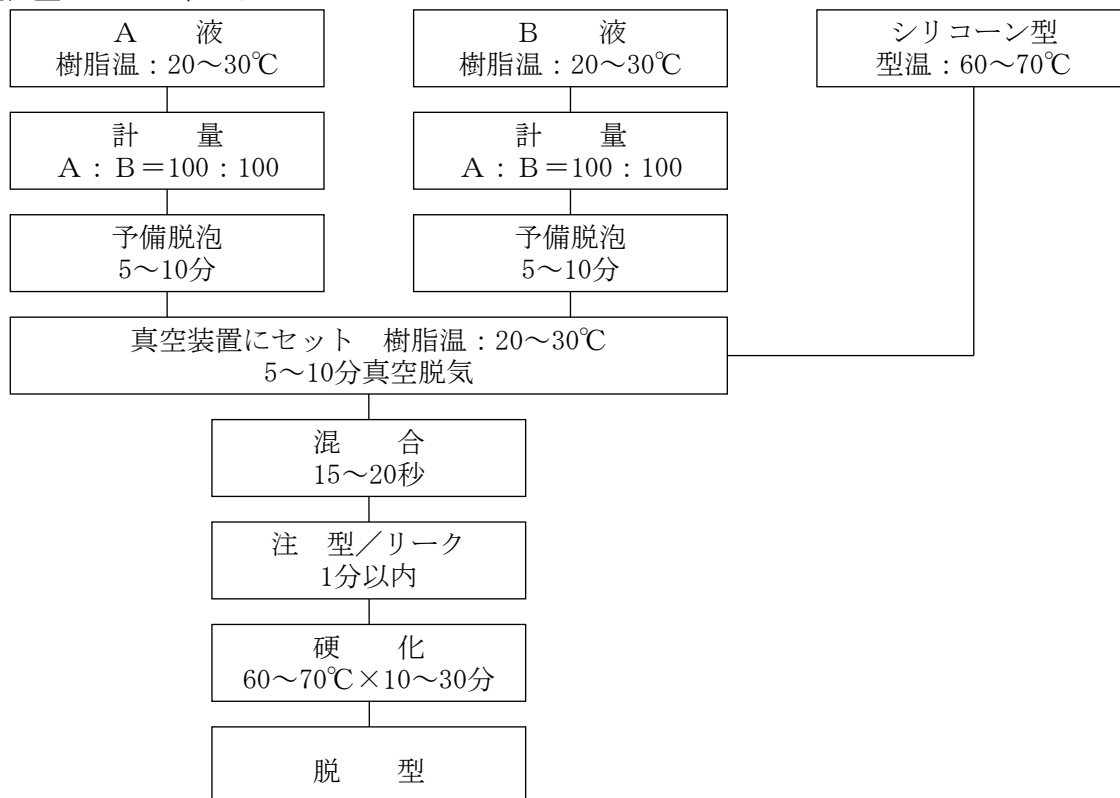 A　液
樹脂温：20～30℃
B　液
樹脂温：20～30℃
シリコーン型
型温：60～70℃
計　量
A：B＝100：100
計　量
A：B＝100：100
予備脱泡
5～10分
予備脱泡
5～10分
真空装置にセット　樹脂温：20～30℃
5～10分真空脱気
混　合
15～20秒
注　型／リーク
1分以内
硬　化
60～70℃×10～30分
脱　型